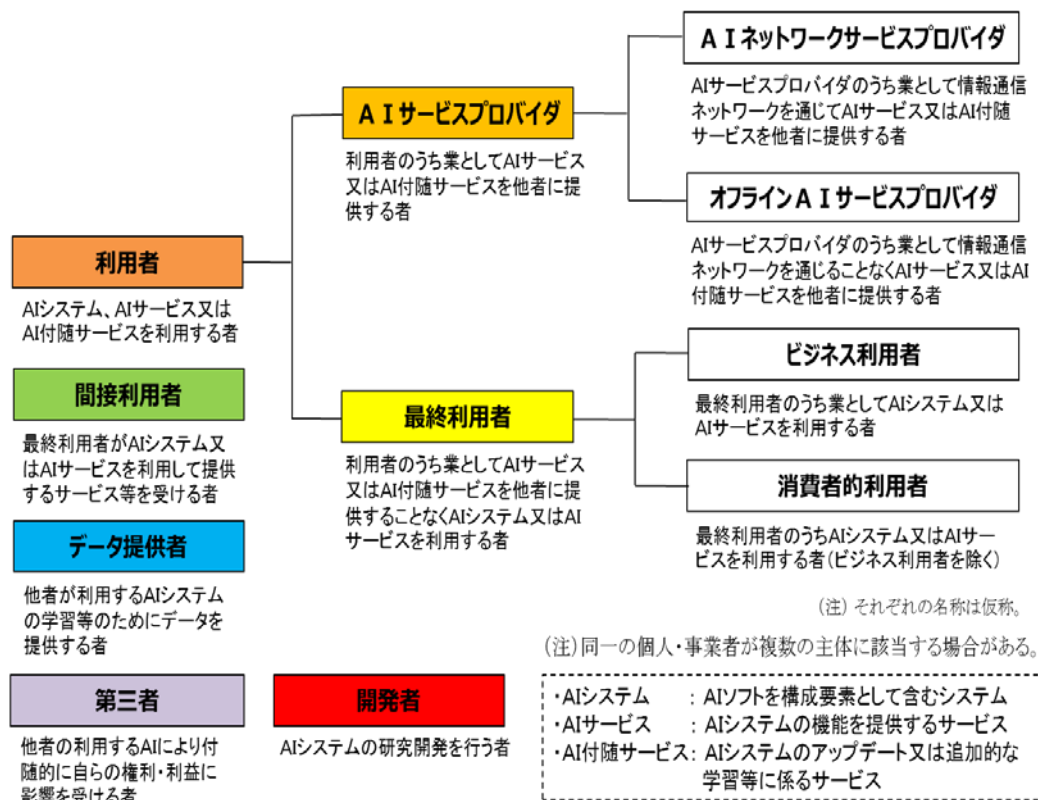 AIネットワークサービスプロバイダ
AIサービスプロバイダのうち業として情報通信
ネットワークを通じてAIサービス又はAI付随
サービスを他者に提供する者
AIサービスプロバイダ
利用者のうち業としてAIサービス
又はAI付随サービスを他者に提
供する者
オフラインAIサービスプロバイダ
AIサービスプロバイダのうち業として情報通信
ネットワークを通じることなくAIサービス又はAI
付随サービスを他者に提供する者
利用者
AIシステム、AIサービス又は
AI付随サービスを利用する者
間接利用者
最終利用者がAIシステム又
はAIサービスを利用して提供
するサービス等を受ける者
最終利用者
利用者のうち業としてAIサービス
又はAI付随サービスを他者に提
供することなくAIシステム又はAI
サービスを利用する者
ビジネス利用者
最終利用者のうち業としてAIシステム又は
AIサービスを利用する者
消費者的利用者
最終利用者のうちAIシステム又はAIサー
ビスを利用する者(ビジネス利用者を除く)
データ提供者
他者が利用するAIシステム
の学習等のためにデータを
提供する者
(注) それぞれの名称は仮称。
(注)同一の個人・事業者が複数の主体に該当する場合がある。
第三者
他者の利用するAIにより付
随的に自らの権利・利益に
影響を受ける者
開発者
AIシステムの研究開発を行う者
・AIシステム : AIソフトを構成要素として含むシステム
・AIサービス : AIシステムの機能を提供するサービス
・AI付随サービス: AIシステムのアップデート又は追加的な
学習等に係るサービス